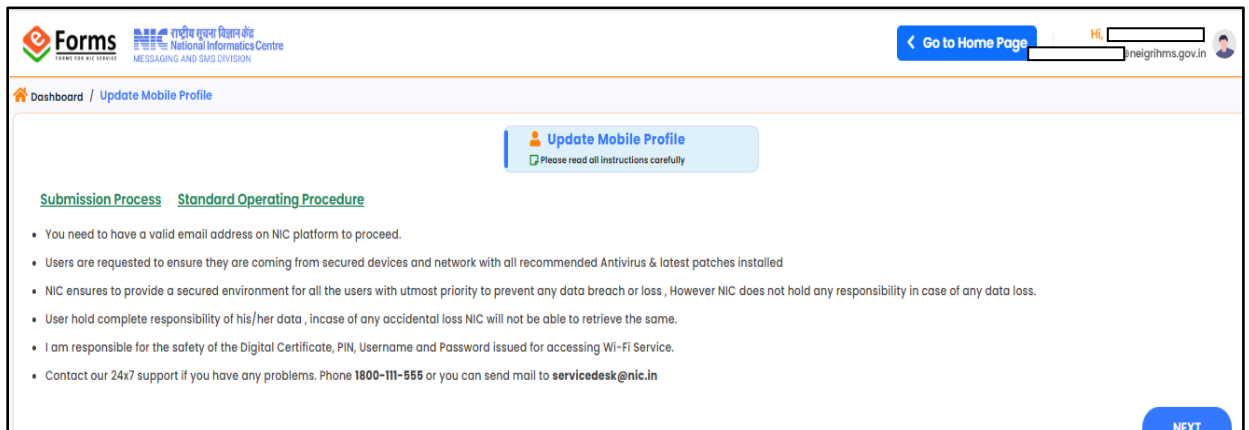 e Forms
FORMS FOR NIC SERVICE
NIC
राष्ट्रीय सूचना विज्ञान केंद्र
National Informatics Centre
MESSAGING AND SMS DIVISION
Go to Home Page
Hi,
@neigrihms.gov.in
Dashboard / Update Mobile Profile
Update Mobile Profile
Please read all instructions carefully
Submission Process Standard Operating Procedure
• You need to have a valid email address on NIC platform to proceed.
• Users are requested to ensure they are coming from secured devices and network with all recommended Antivirus & latest patches installed
• NIC ensures to provide a secured environment for all the users with utmost priority to prevent any data breach or loss , However NIC does not hold any responsibility in case of any data loss.
• User hold complete responsibility of his/her data , incase of any accidental loss NIC will not be able to retrieve the same.
• I am responsible for the safety of the Digital Certificate, PIN, Username and Password issued for accessing Wi-Fi Service.
• Contact our 24x7 support if you have any problems. Phone 1800-111-555 or you can send mail to servicedesk@nic.in
NEXT